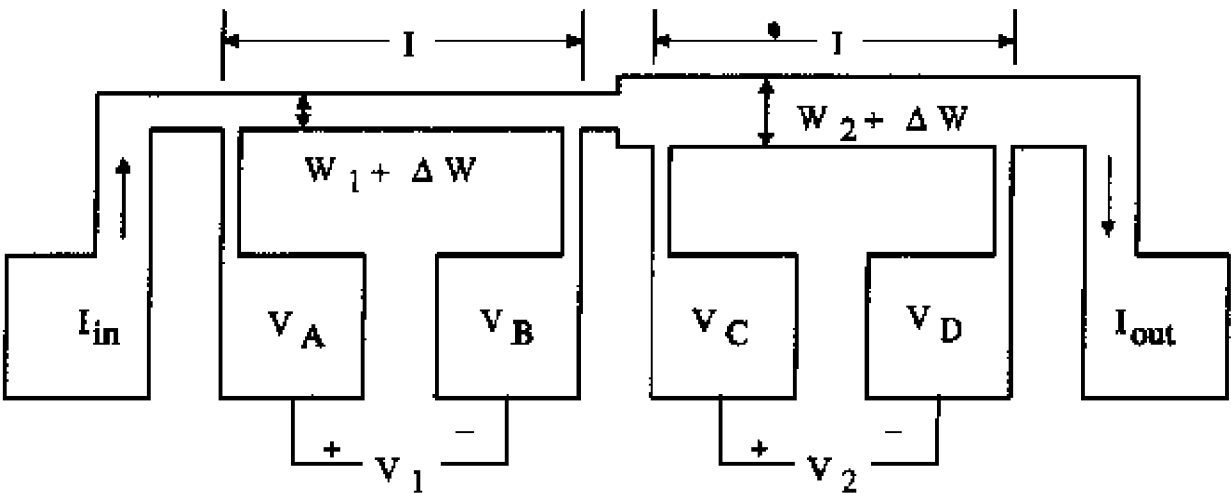 I I
W 1 + Δ W W 2 + Δ W
I in V A V B V C V D I out
+ − + −
V 1 V 2